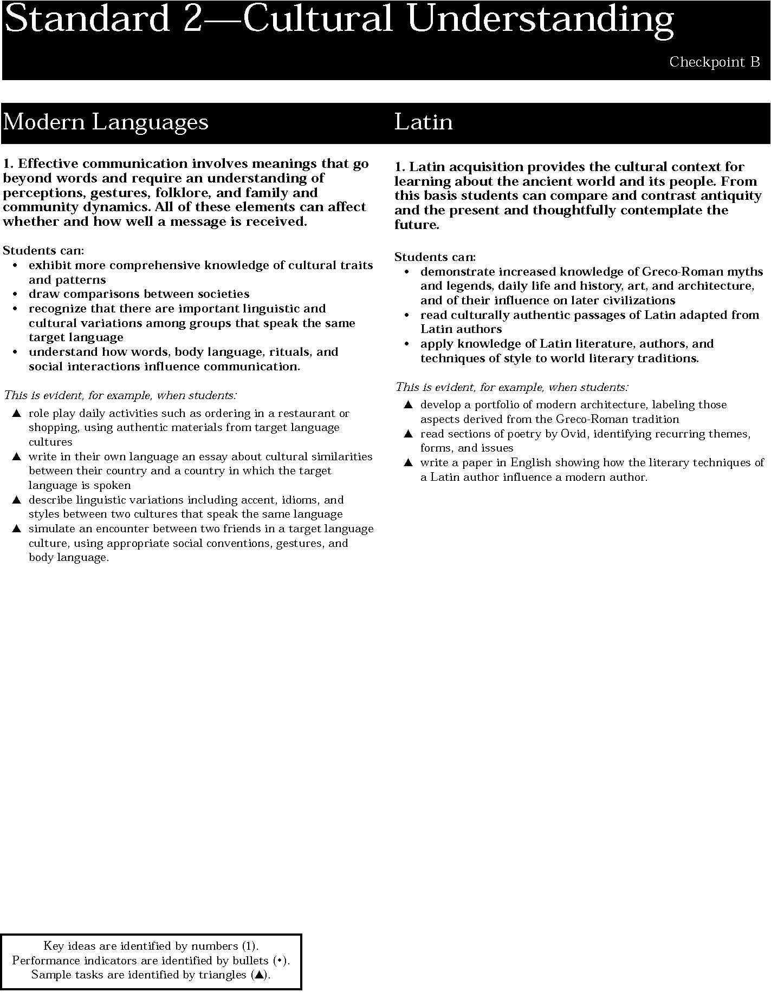 Standard 2—Cultural Understanding
Checkpoint B
Modern Languages
1. Effective communication involves meanings that go
beyond words and require an understanding of
perceptions, gestures, folklore, and family and
community dynamics. All of these elements can affect
whether and how well a message is received.
Students can:
• exhibit more comprehensive knowledge of cultural traits
and patterns
• draw comparisons between societies
• recognize that there are important linguistic and
cultural variations among groups that speak the same
target language
• understand how words, body language, rituals, and
social interactions influence communication.
This is evident, for example, when students:
▲ role play daily activities such as ordering in a restaurant or
shopping, using authentic materials from target language
cultures
▲ write in their own language an essay about cultural similarities
between their country and a country in which the target
language is spoken
▲ describe linguistic variations including accent, idioms, and
styles between two cultures that speak the same language
▲ simulate an encounter between two friends in a target language
culture, using appropriate social conventions, gestures, and
body language.
Latin
1. Latin acquisition provides the cultural context for
learning about the ancient world and its people. From
this basis students can compare and contrast antiquity
and the present and thoughtfully contemplate the
future.
Students can:
• demonstrate increased knowledge of Greco-Roman myths
and legends, daily life and history, art, and architecture,
and of their influence on later civilizations
• read culturally authentic passages of Latin adapted from
Latin authors
• apply knowledge of Latin literature, authors, and
techniques of style to world literary traditions.
This is evident, for example, when students:
▲ develop a portfolio of modern architecture, labeling those
aspects derived from the Greco-Roman tradition
▲ read sections of poetry by Ovid, identifying recurring themes,
forms, and issues
▲ write a paper in English showing how the literary techniques of
a Latin author influence a modern author.
Key ideas are identified by numbers (1).
Performance indicators are identified by bullets (•).
Sample tasks are identified by triangles (▲).